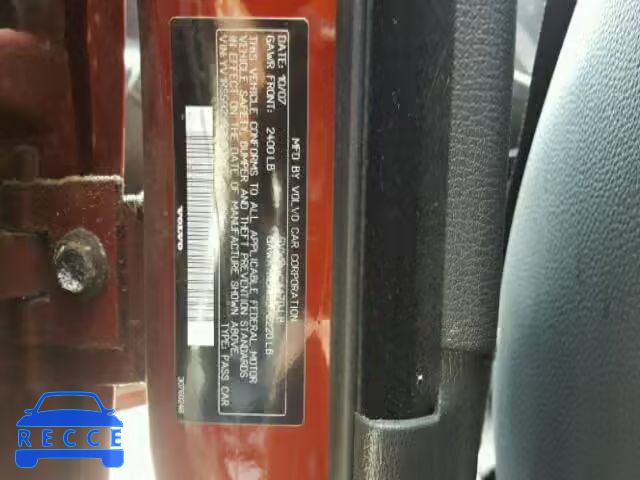 MFD BY VOLVO CAR CORPORATION
DATE: 10/07
GAWR FRONT: 2400 LB 2220 LB
THIS VEHICLE CONFORMS TO ALL APPLICABLE FEDERAL MOTOR
VEHICLE SAFETY, BUMPER AND THEFT PREVENTION STANDARDS
IN EFFECT ON THE DATE OF MANUFACTURE SHOWN ABOVE.
TYPE: PASS CAR
VOLVO
RECCE